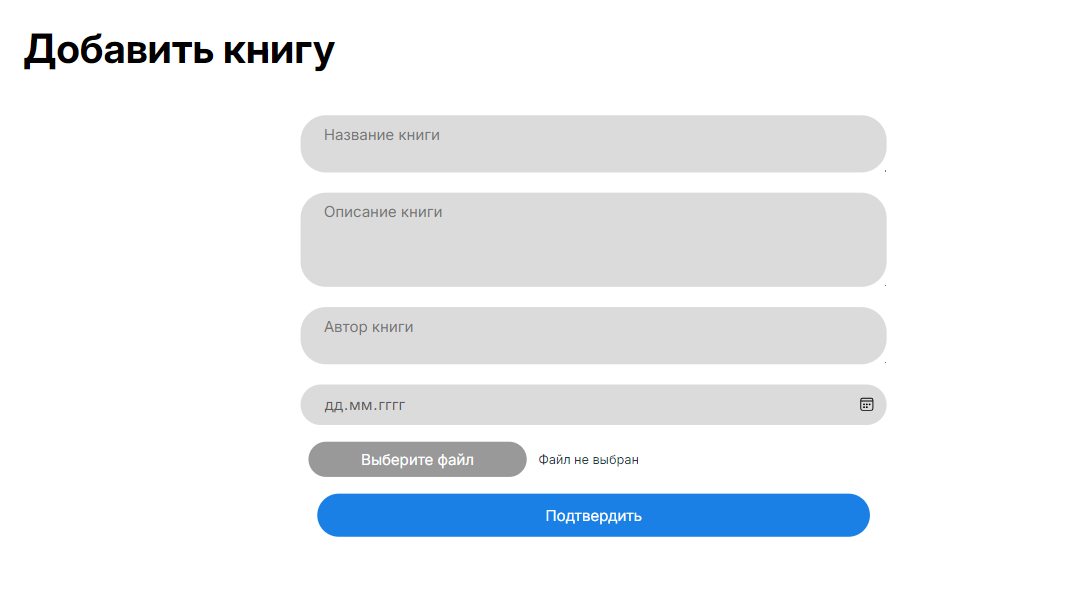 Добавить книгу
Название книги
Описание книги
Автор книги
дд.мм.гггг
Выберите файл Файл не выбран
Подтвердить